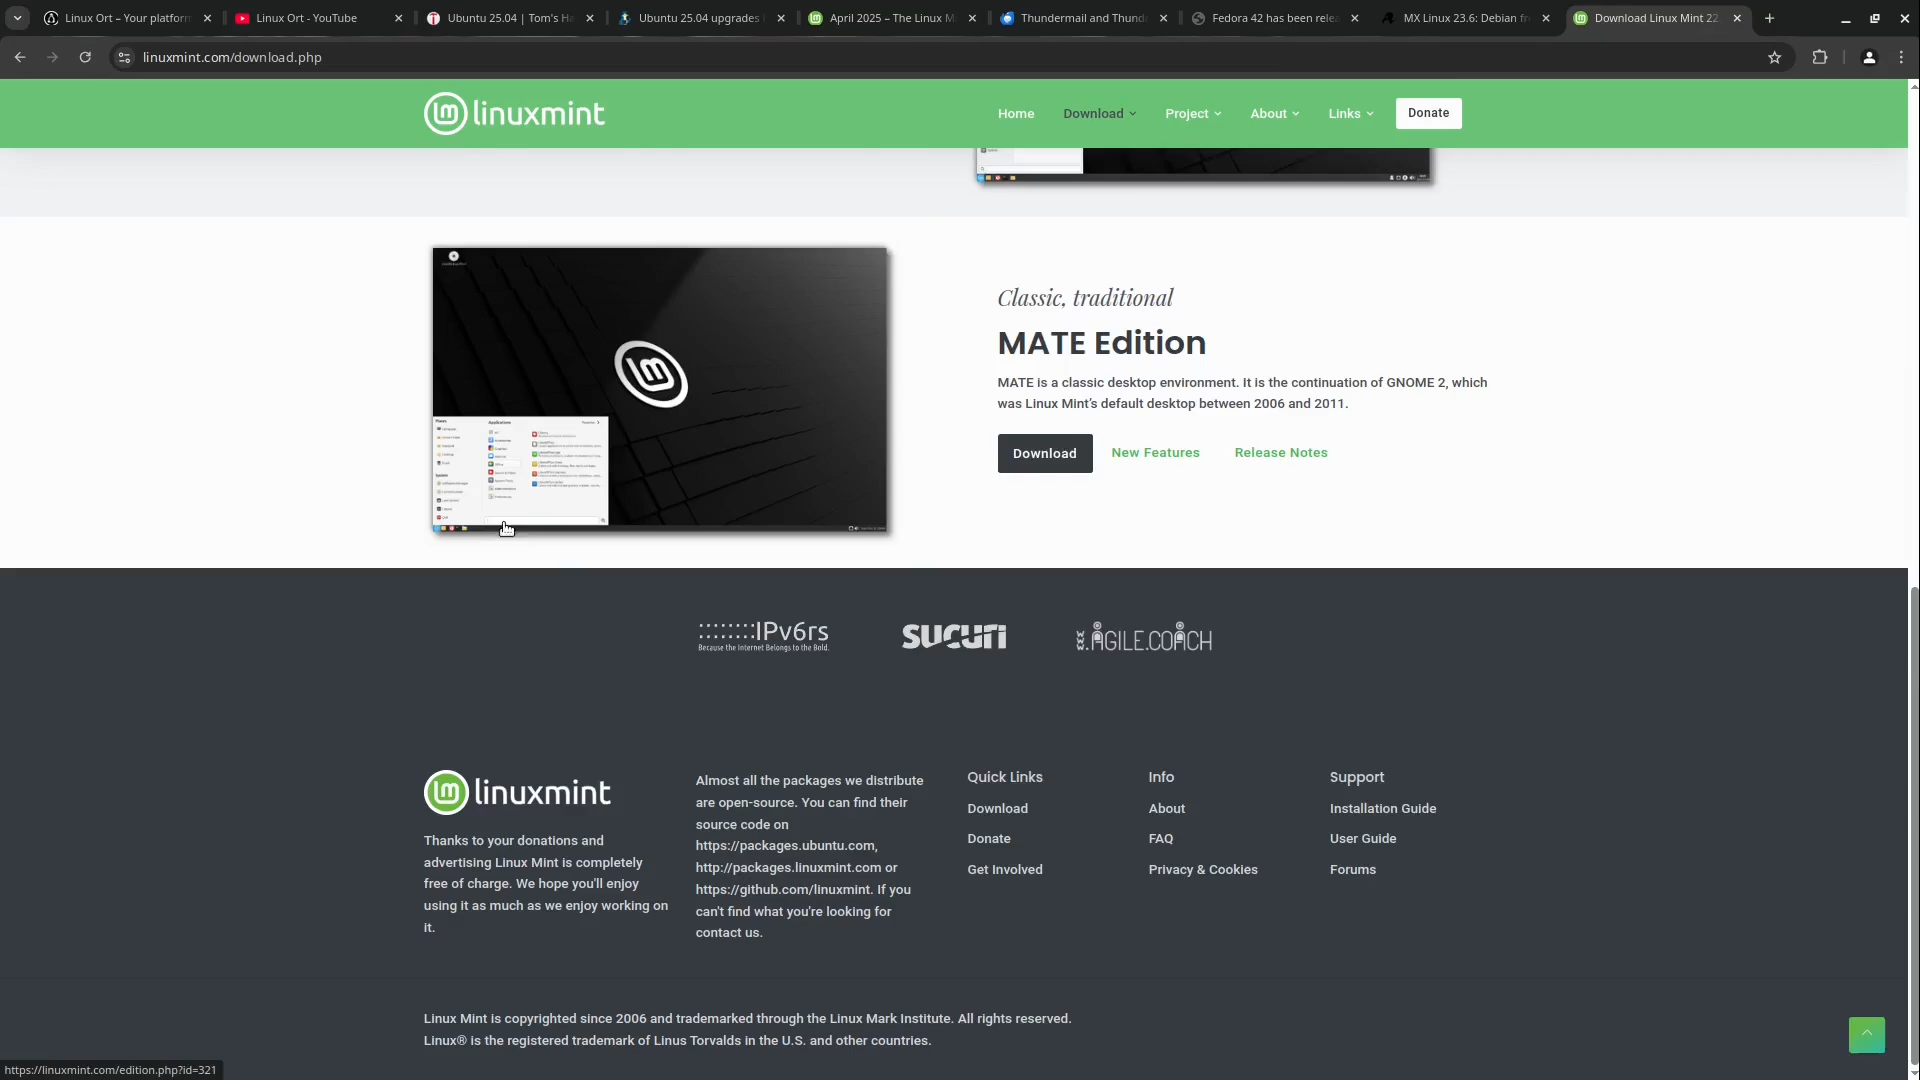 Linux Ort – Your platforn
Linux Ort - YouTube
Ubuntu 25.04 | Tom's Ha
Ubuntu 25.04 upgrades
April 2025 – The Linux M
Thundermail and Thund
Fedora 42 has been relea
MX Linux 23.6: Debian fr
Download Linux Mint 22
linuxmint.com/download.php
linuxmint
Home
Download
Project
About
Links
Donate
Classic, traditional
MATE Edition
MATE is a classic desktop environment. It is the continuation of GNOME 2, which
was Linux Mint's default desktop between 2006 and 2011.
Download
New Features
Release Notes
IPv6rs
Because the Internet Belongs to the Bold.
sucuri
AGILE.COACH
linuxmint
Thanks to your donations and
advertising Linux Mint is completely
free of charge. We hope you'll enjoy
using it as much as we enjoy working on
it.
Almost all the packages we distribute
are open-source. You can find their
source code on
https://packages.ubuntu.com,
http://packages.linuxmint.com or
https://github.com/linuxmint. If you
can't find what you're looking for
contact us.
Quick Links
Download
Donate
Get Involved
Info
About
FAQ
Privacy & Cookies
Support
Installation Guide
User Guide
Forums
Linux Mint is copyrighted since 2006 and trademarked through the Linux Mark Institute. All rights reserved.
Linux® is the registered trademark of Linus Torvalds in the U.S. and other countries.
https://linuxmint.com/edition.php?id=321